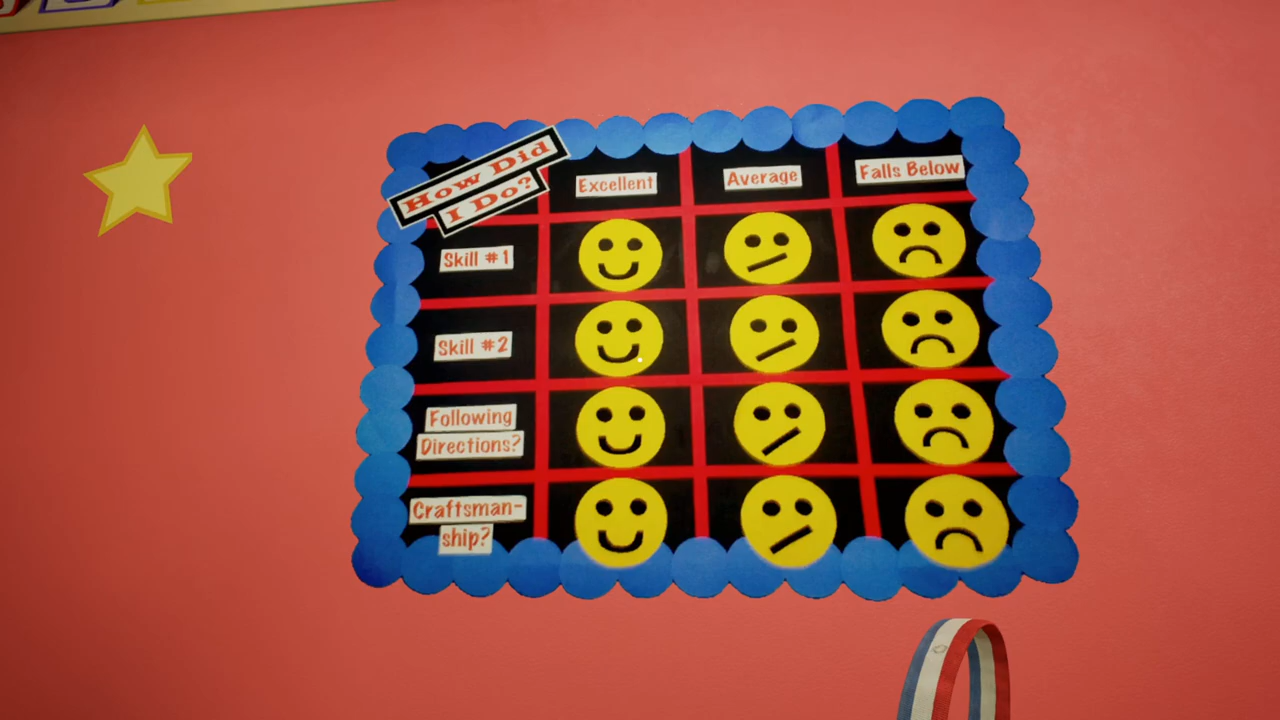 How Did
I Do?
Excellent
Average
Falls Below
Skill #1
Skill #2
Following
Directions?
Craftsman-
ship?